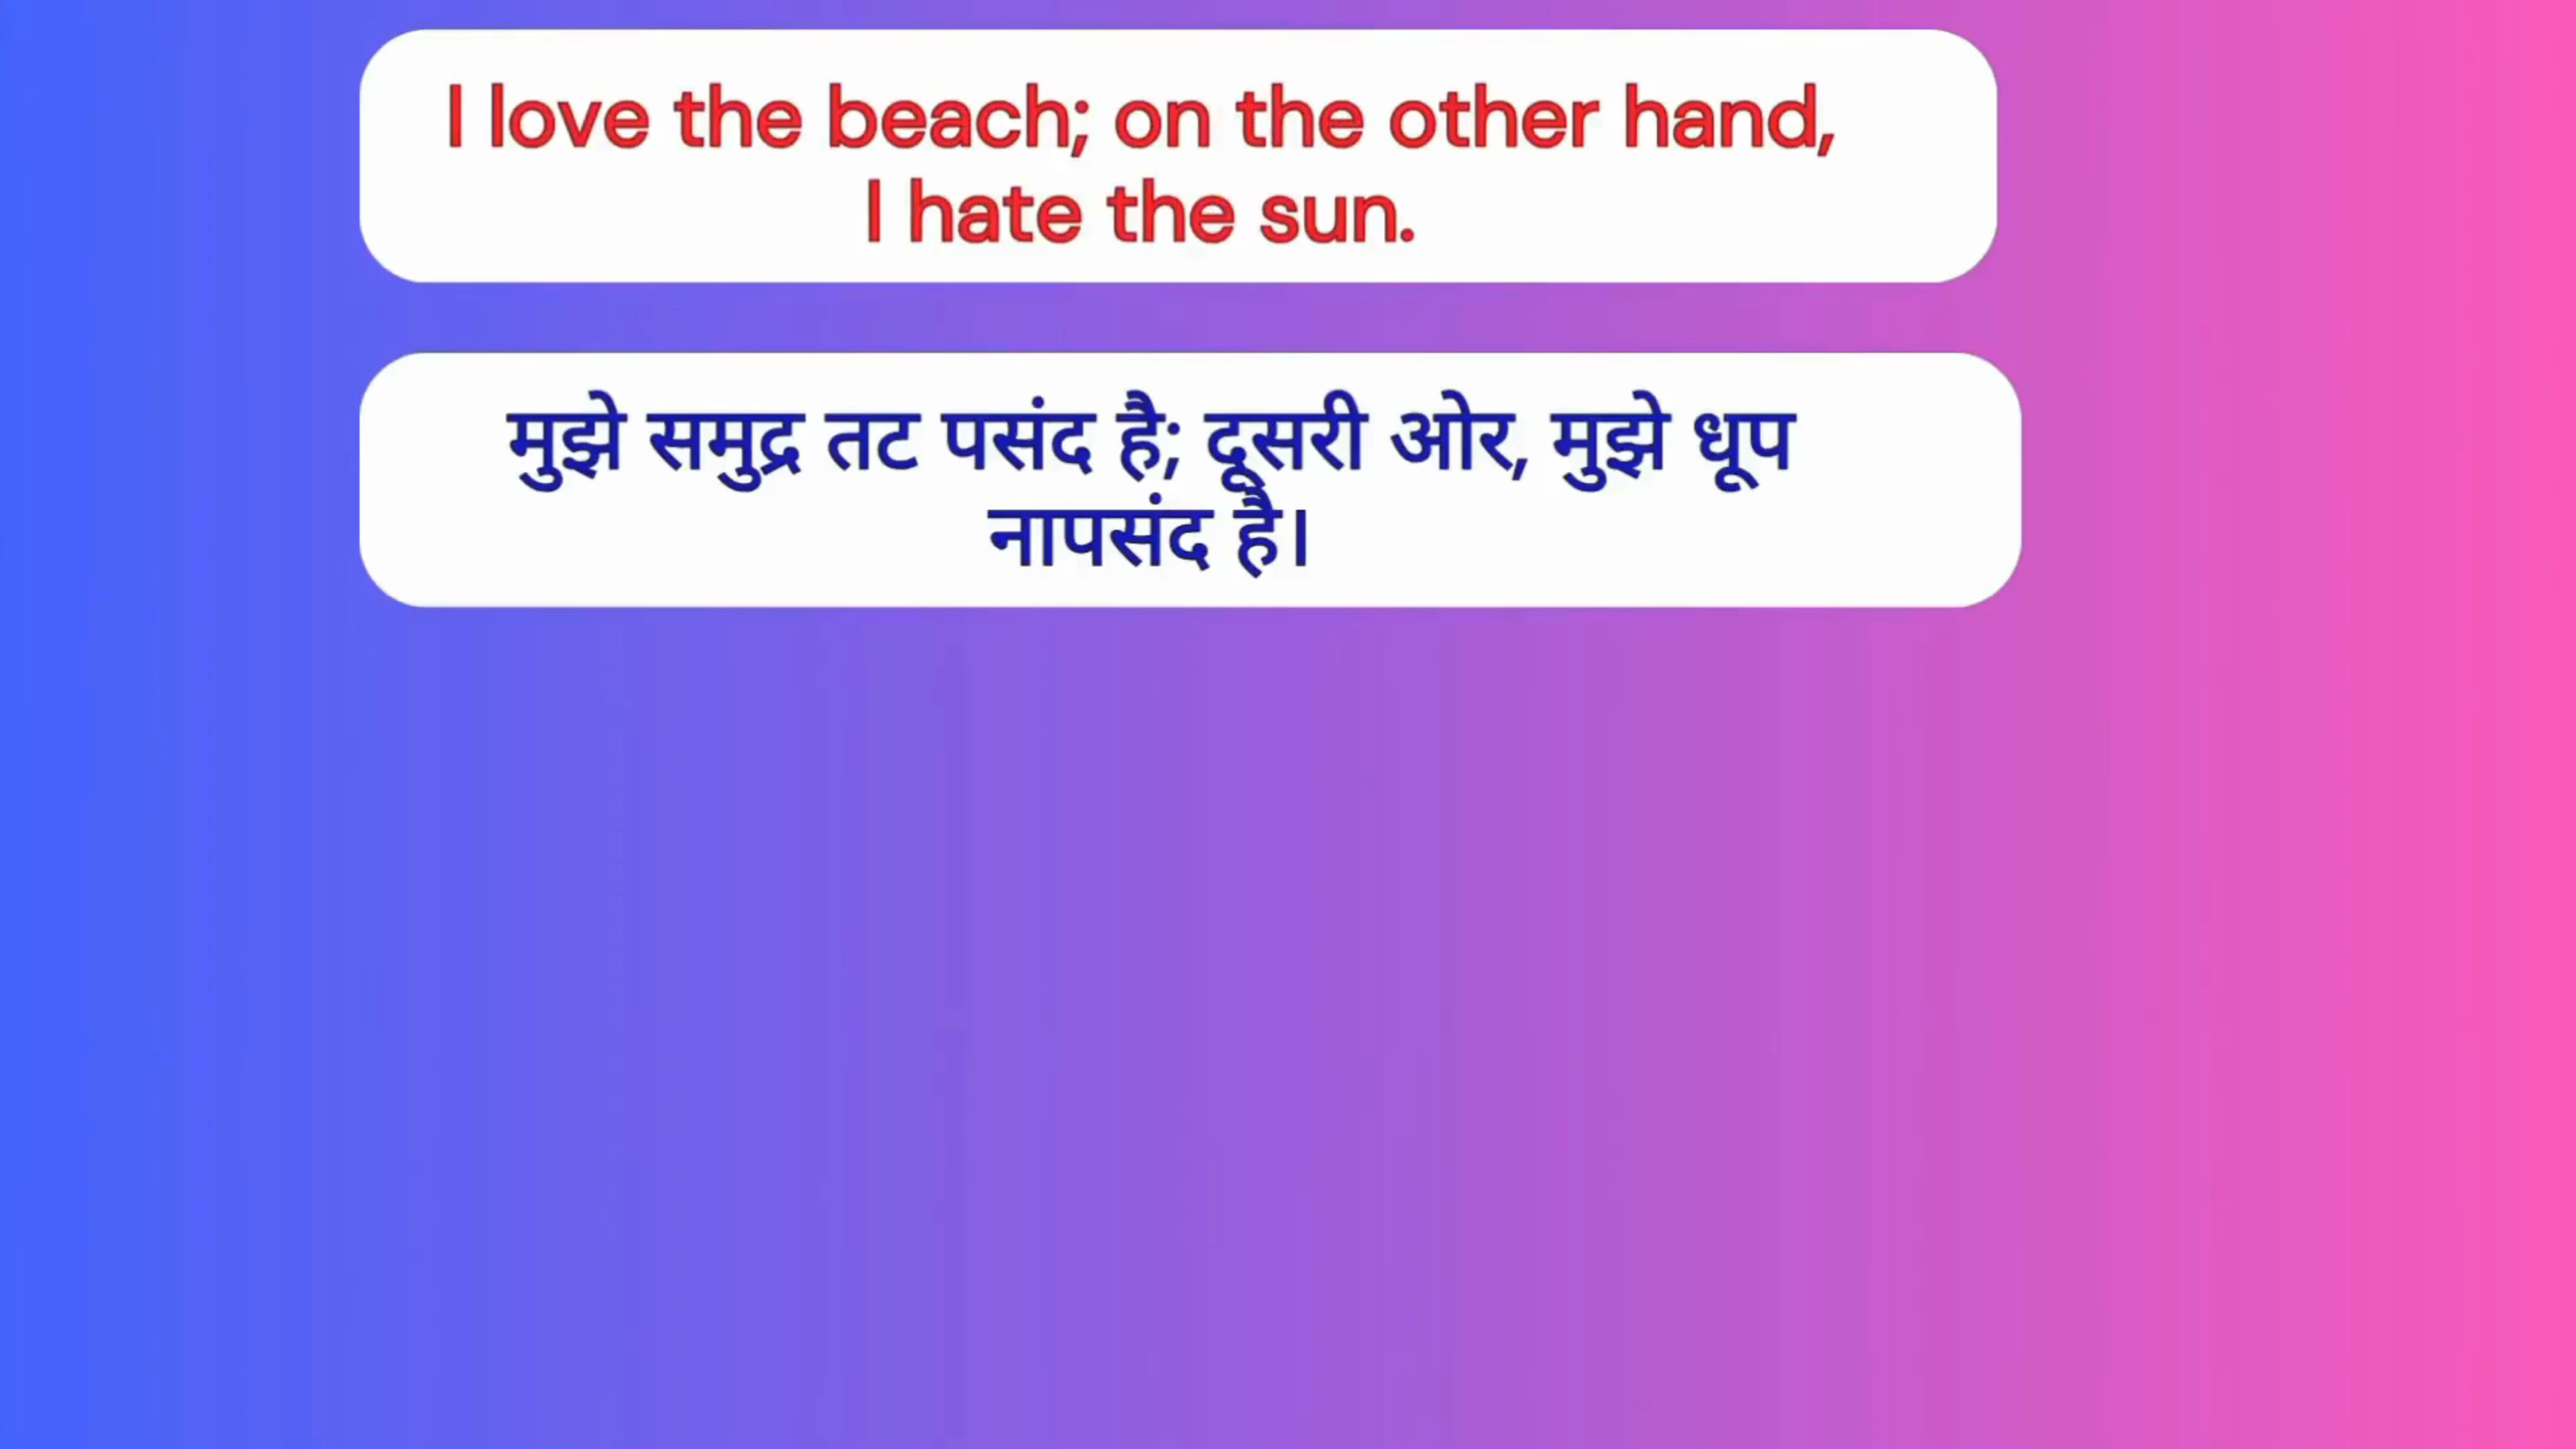 I love the beach; on the other hand,
I hate the sun.
मुझे समुद्र तट पसंद है; दूसरी ओर, मुझे धूप
नापसंद है।